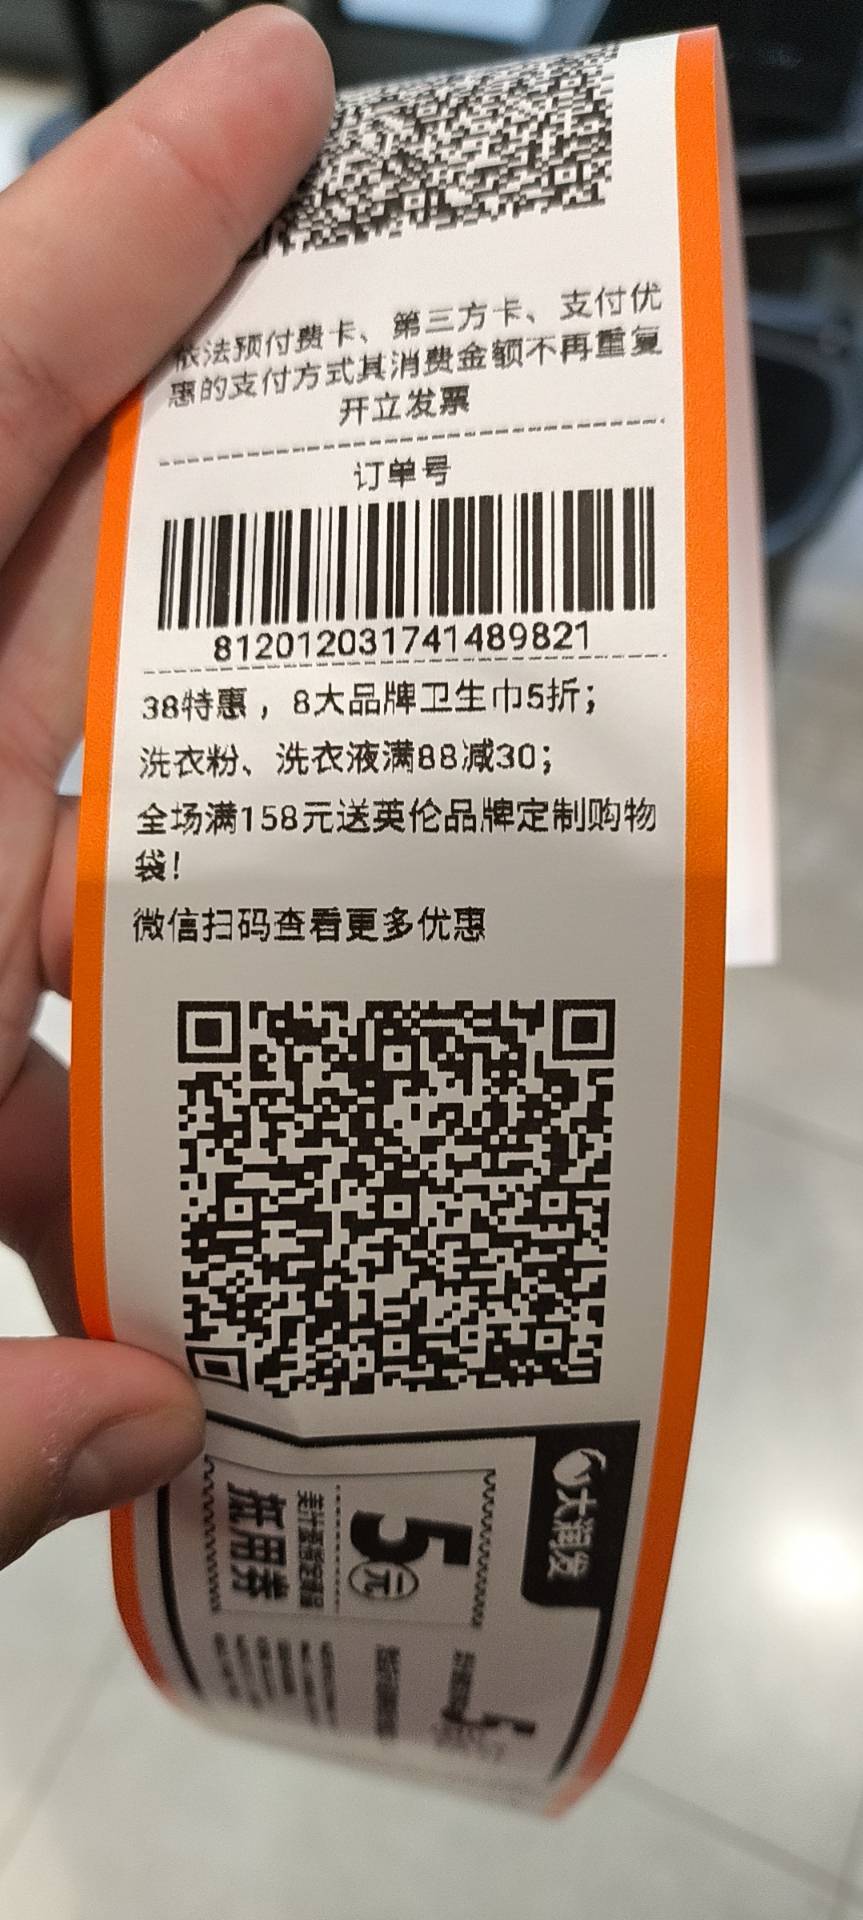 依法预付费卡、第三方卡、支付优
惠的支付方式其消费金额不再重复
开立发票
订单号
812012031741489821
38特惠，8大品牌卫生巾5折；
洗衣粉、洗衣液满88减30；
全场满158元送英伦品牌定制购物
袋！
微信扫码查看更多优惠
大润发
5元
抵用券